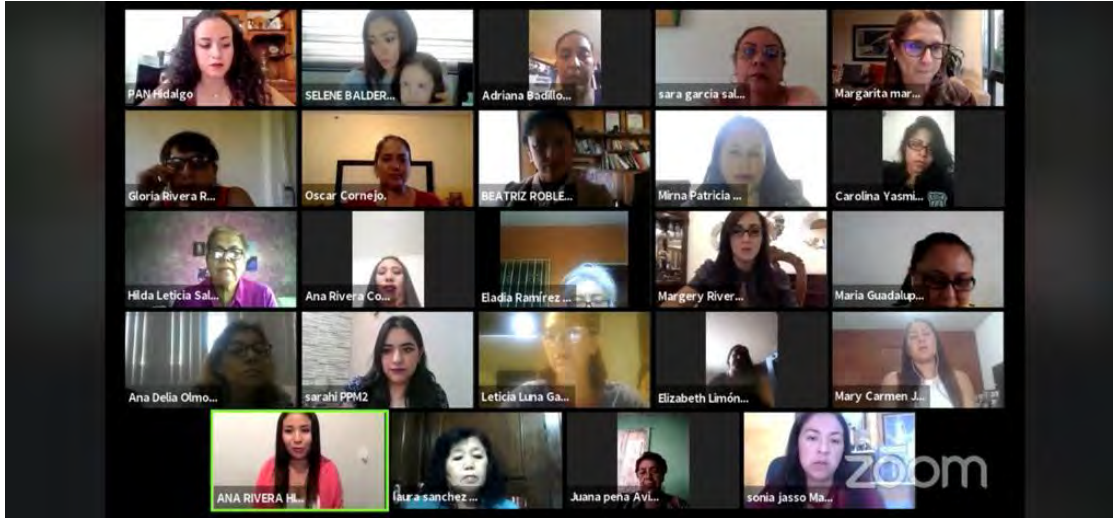 PAN Hidalgo
SELENE BALDER...
Adriana Badillo...
sara garcia sal...
Margarita mar...
Gloria Rivera R...
Oscar Cornejo.
BEATRIZ ROBLE...
Mirna Patricia ...
Carolina Yasmi...
Hilda Leticia Sal...
Ana Rivera Co...
Eladia Ramírez ...
Margery River...
Maria Guadalup...
Ana Delia Olmo...
sarahi PPM2
Leticia Luna Ga...
Elizabeth Limón...
Mary Carmen J...
ANA RIVERA HI...
laura sanchez ...
Juana peña Avi...
sonia jasso Ma...
zoom